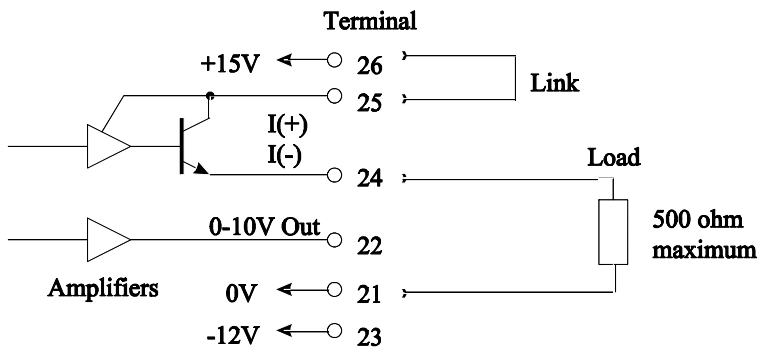 Terminal
+15V 26
25 Link
I(+)
I(-)
24 Load
0-10V Out 22
500 ohm
maximum
Amplifiers
0V 21
-12V 23